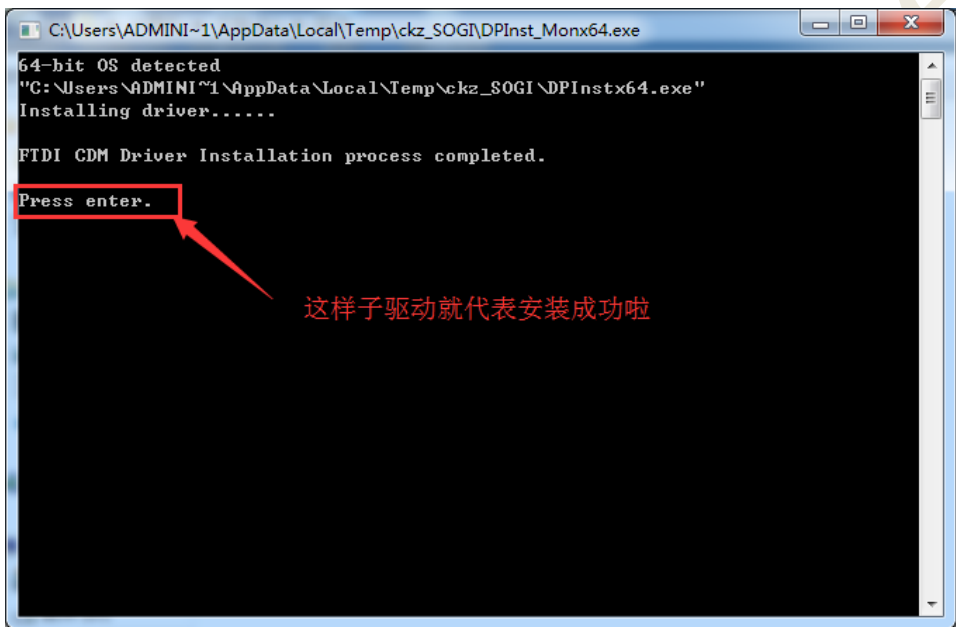 C:\Users\ADMINI~1\AppData\Local\Temp\ckz_SOGI\DPInst_Monx64.exe
64-bit OS detected
"C:\Users\ADMINI~1\AppData\Local\Temp\ckz_SOGI\DPInstx64.exe"
Installing driver......
FTDI CDM Driver Installation process completed.
Press enter.
这样子驱动就代表安装成功啦